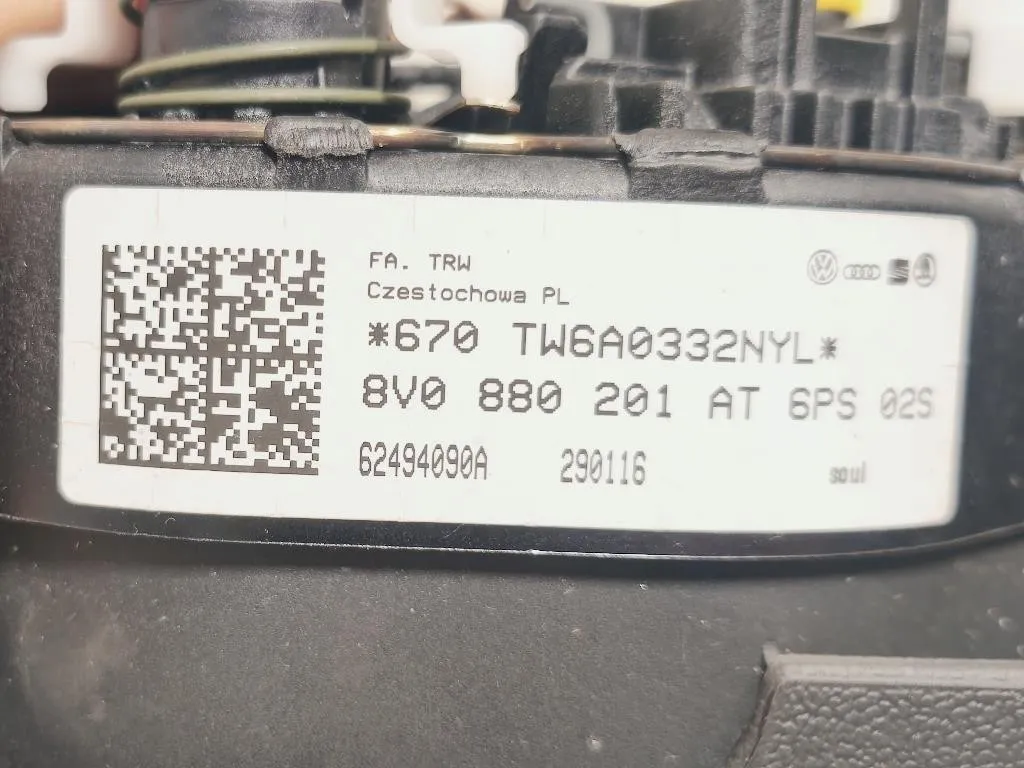 FA. TRW
Czestochowa PL
*670 TW6A0332NYL*
8V0 880 201 AT 6PS 02S
62494090A 290116 soul